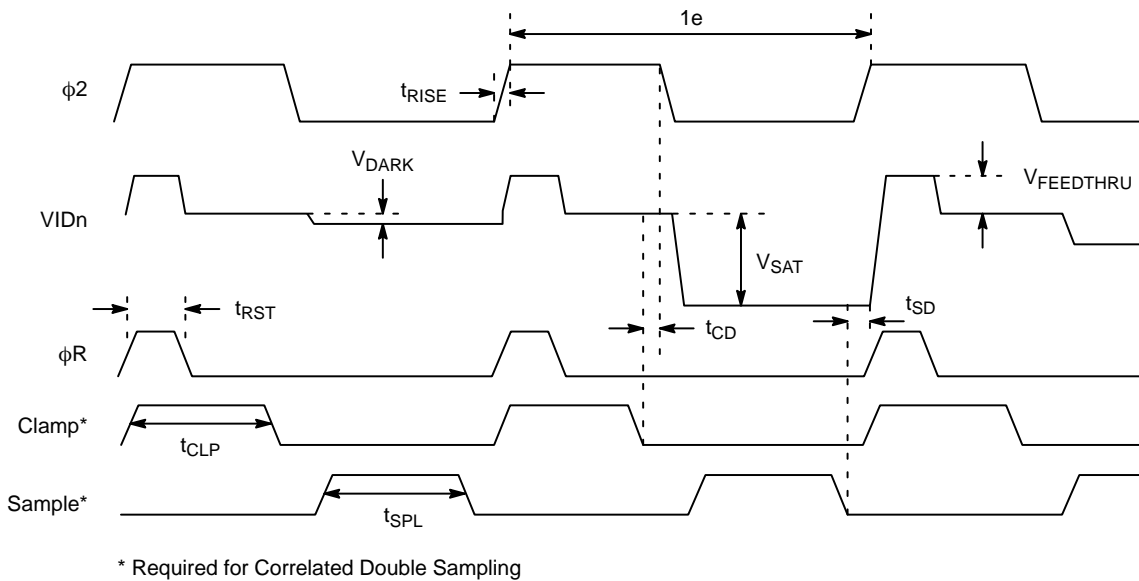 1e
ϕ2
tRISE
VDARK
VFEEDTHRU
VIDn
VSAT
tRST
tSD
tCD
ϕR
Clamp*
tCLP
Sample*
tSPL
* Required for Correlated Double Sampling